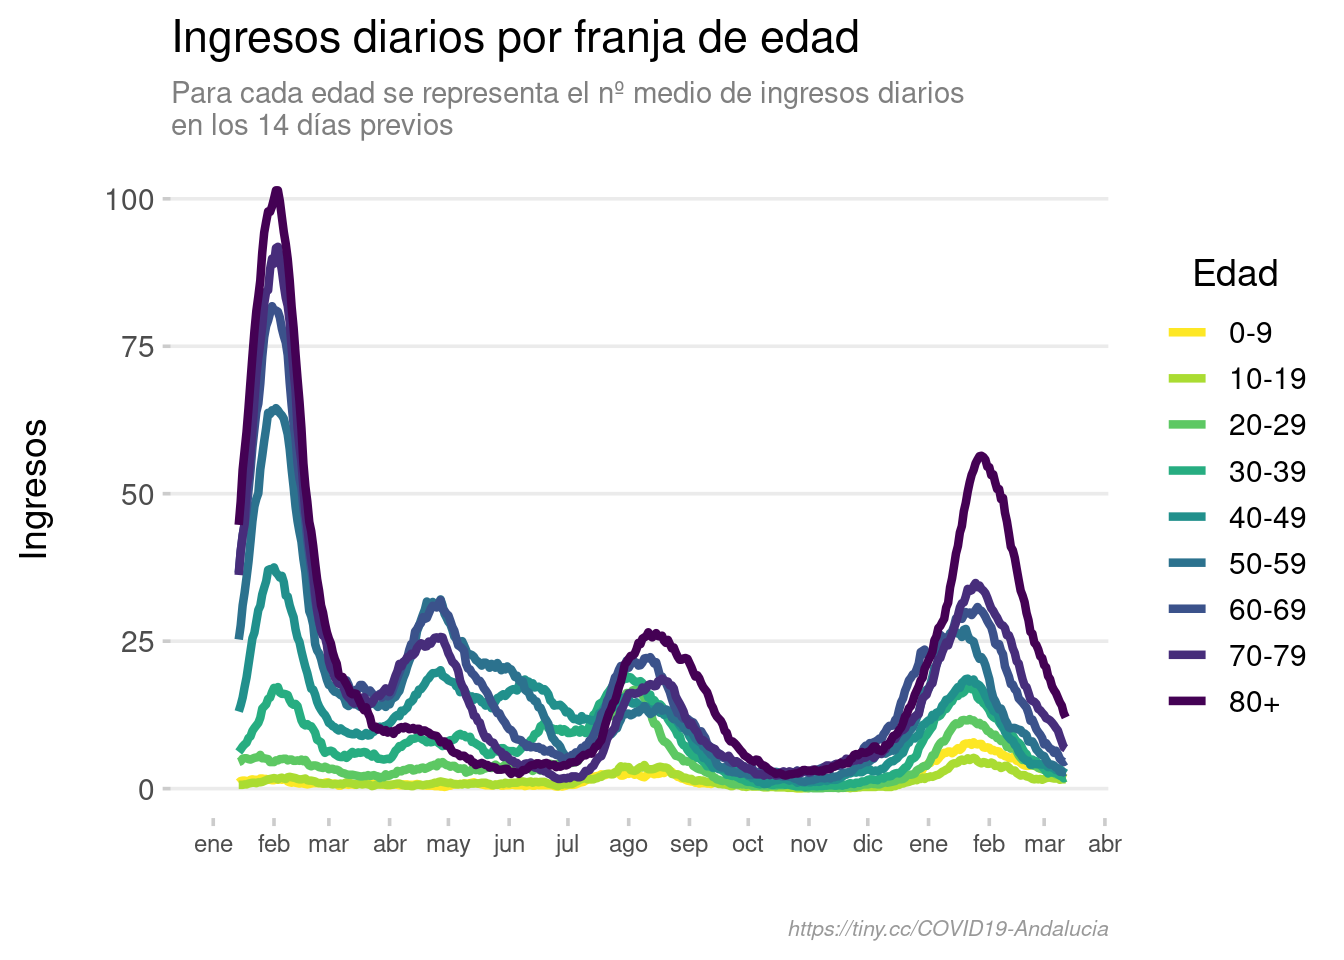 Ingresos diarios por franja de edad
Para cada edad se representa el nº medio de ingresos diarios
en los 14 días previos
Ingresos
100
75
50
25
0
ene feb mar abr may jun jul ago sep oct nov dic ene feb mar abr
Edad
0-9
10-19
20-29
30-39
40-49
50-59
60-69
70-79
80+
https://tiny.cc/COVID19-Andalucia